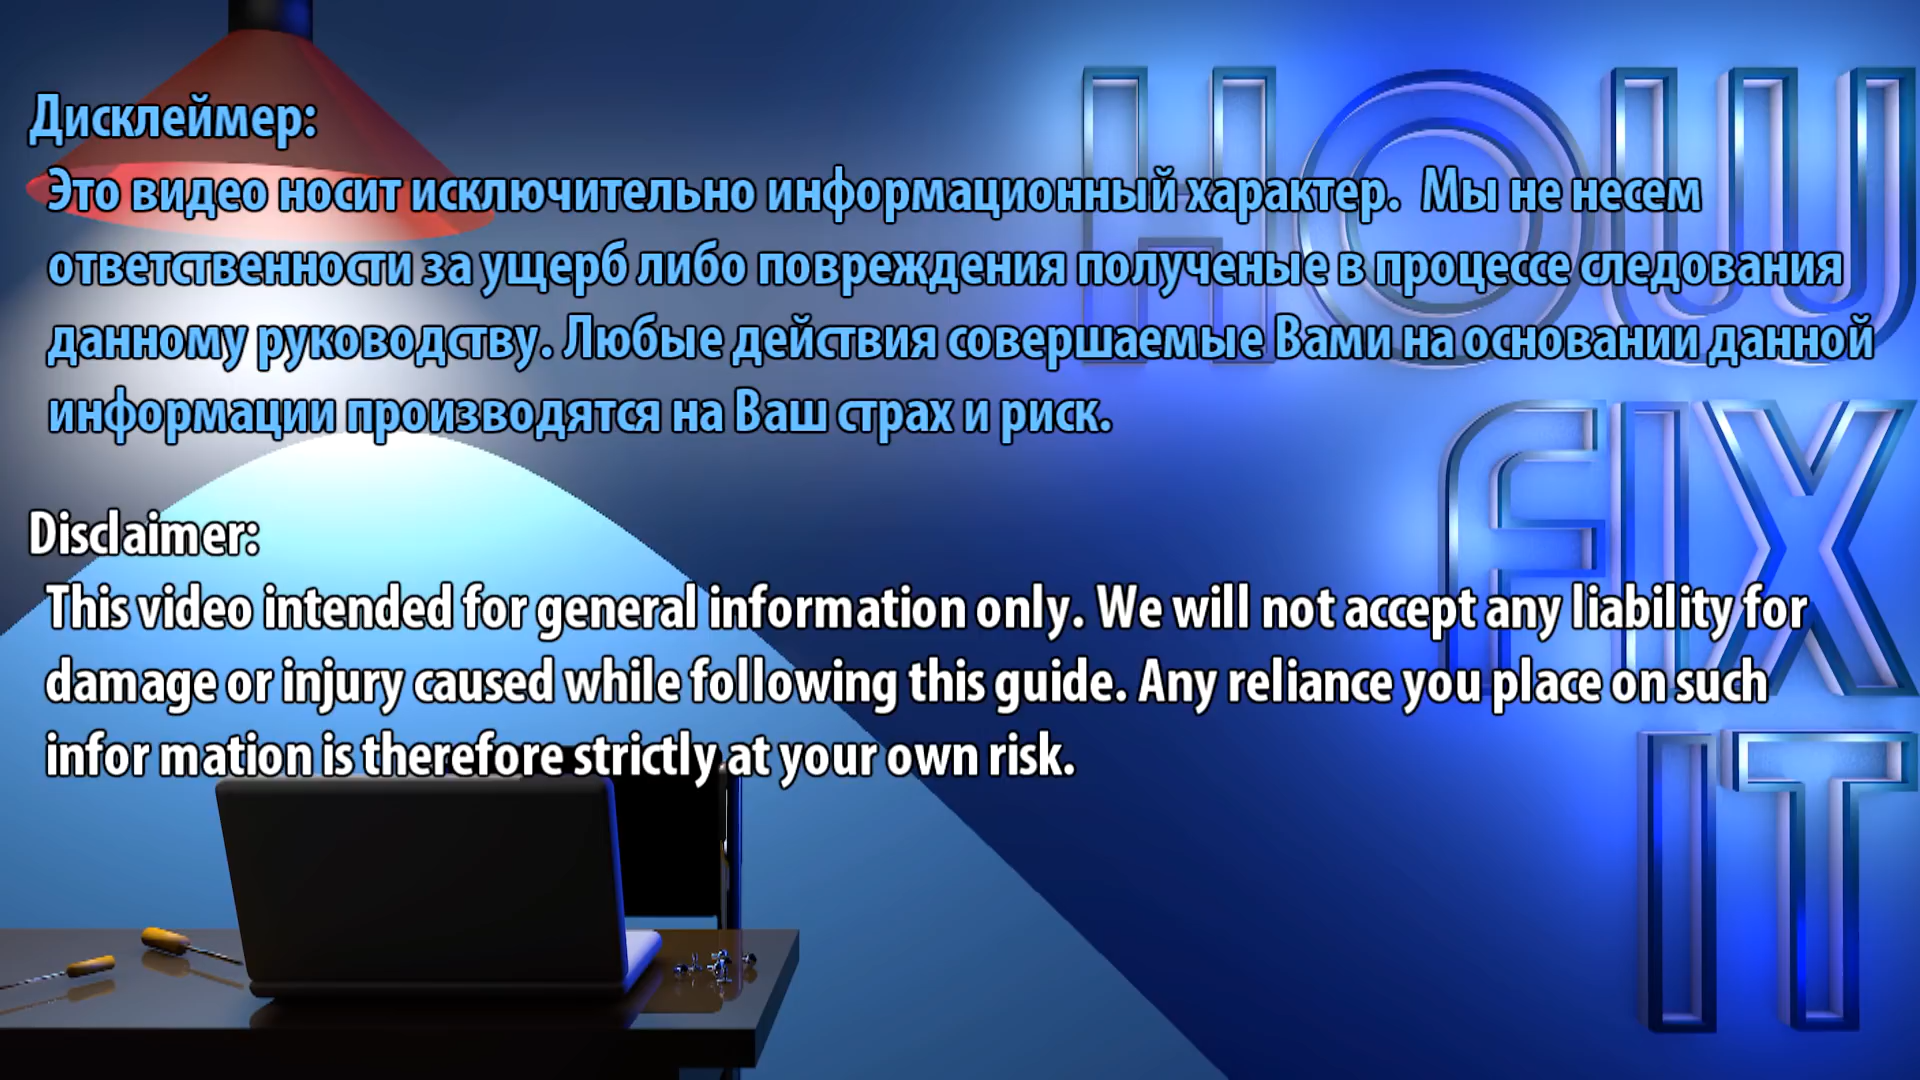 HOW
FIX
IT
Дисклеймер:
Это видео носит исключительно информационный характер. Мы не несем
ответственности за ущерб либо повреждения полученые в процессе следования
данному руководству. Любые действия совершаемые Вами на основании данной
информации производятся на Ваш страх и риск.
Disclaimer:
This video intended for general information only. We will not accept any liability for
damage or injury caused while following this guide. Any reliance you place on such
infor mation is therefore strictly at your own risk.